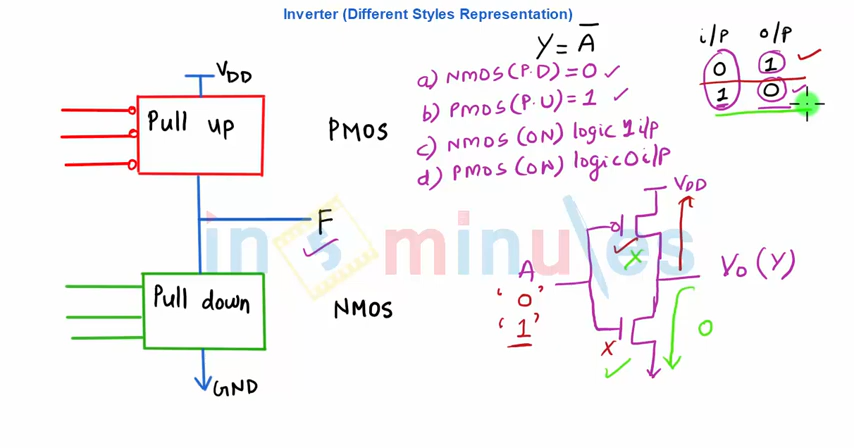 Inverter (Different Styles Representation)
Y = A̅
i/p o/p
0 1
1 0
a) NMOS (P.D) = 0 ✓
b) PMOS (P.U) = 1 ✓
c) NMOS (ON) logic 1 i/p
d) PMOS (ON) logic 0 i/p
VDD
Pull up
PMOS
F
in 5 minutes
Pull down
NMOS
GND
VDD
x
A
'0'
'1'
x
Vo (Y)
0